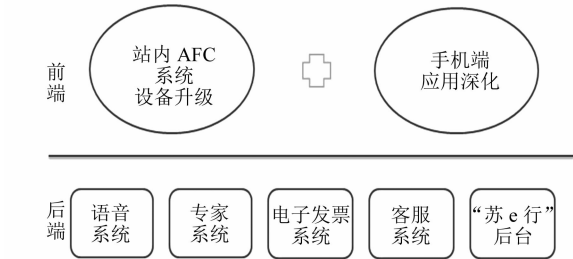 前端
站内 AFC
系统
设备升级
手机端
应用深化
后端
语音
系统
专家
系统
电子发票
系统
客服
系统
“苏 e 行”
后台